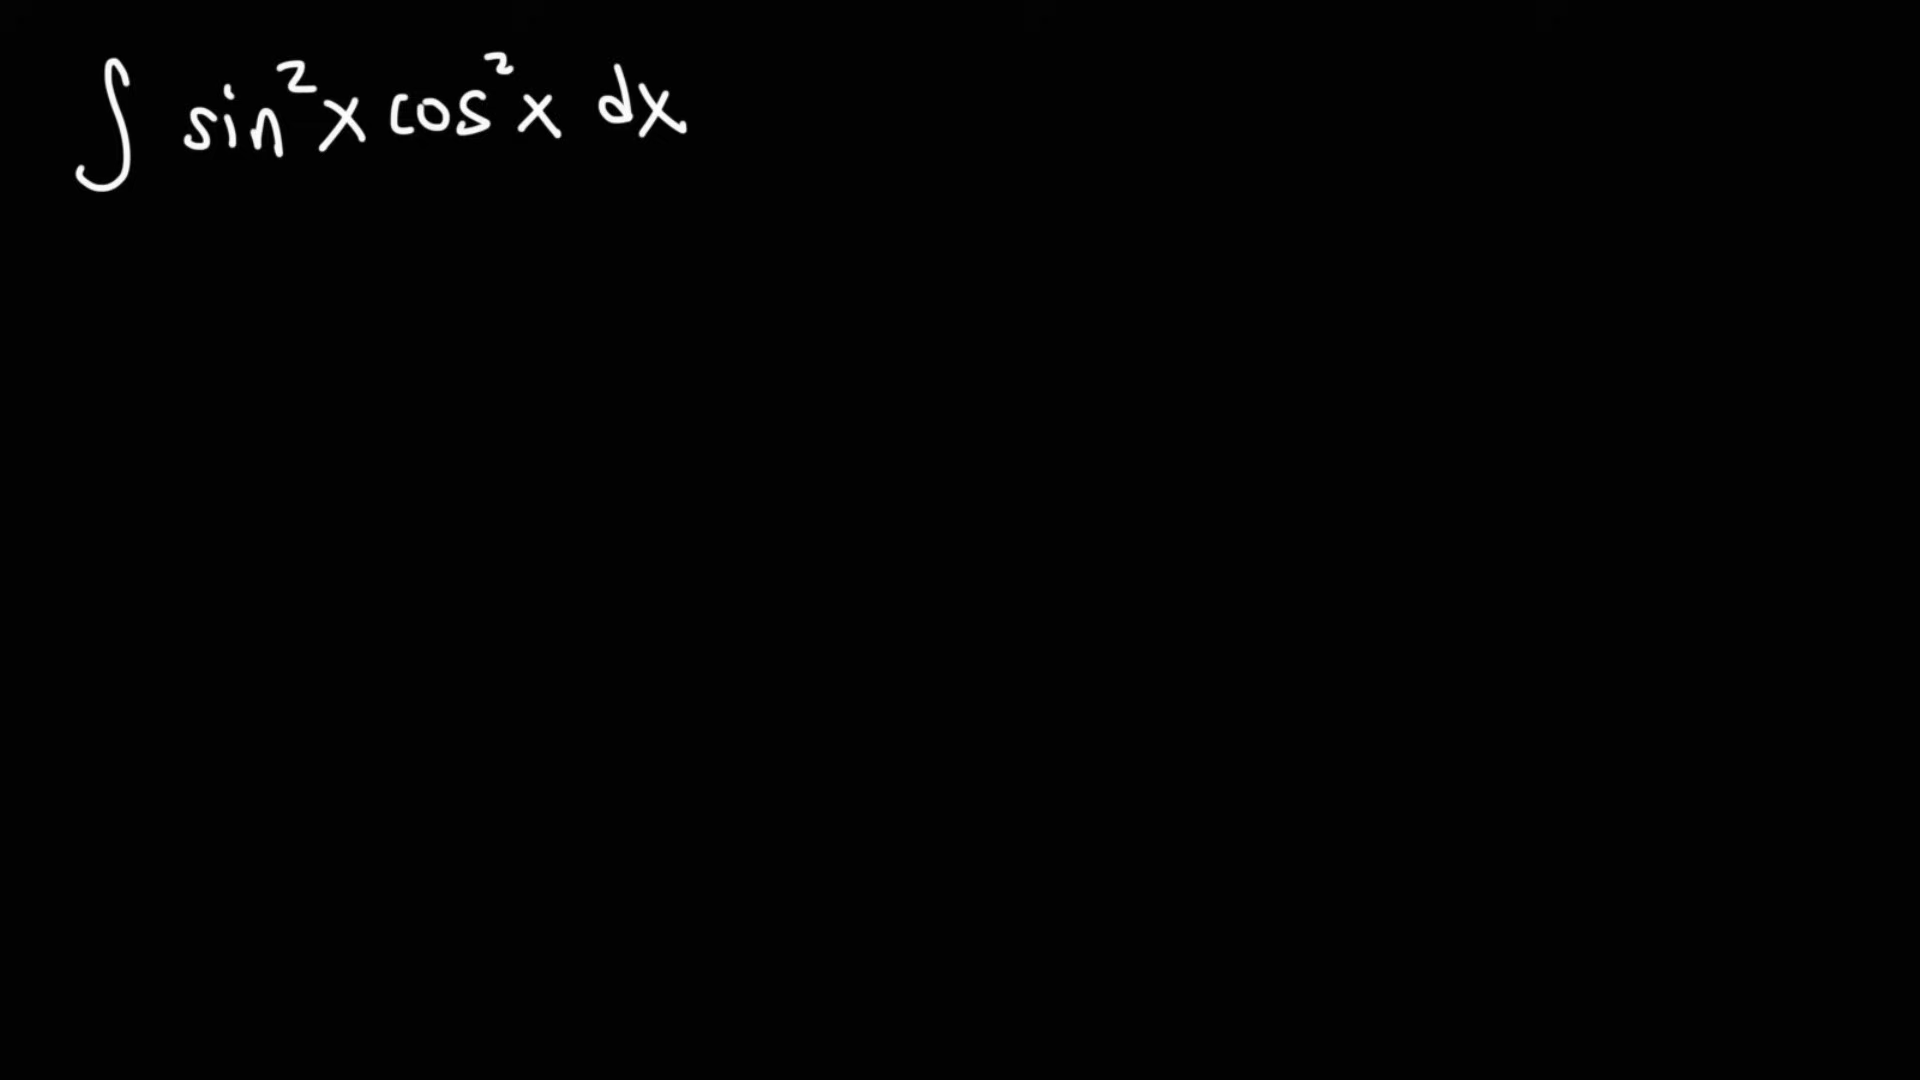 ∫ sin²x cos²x dx